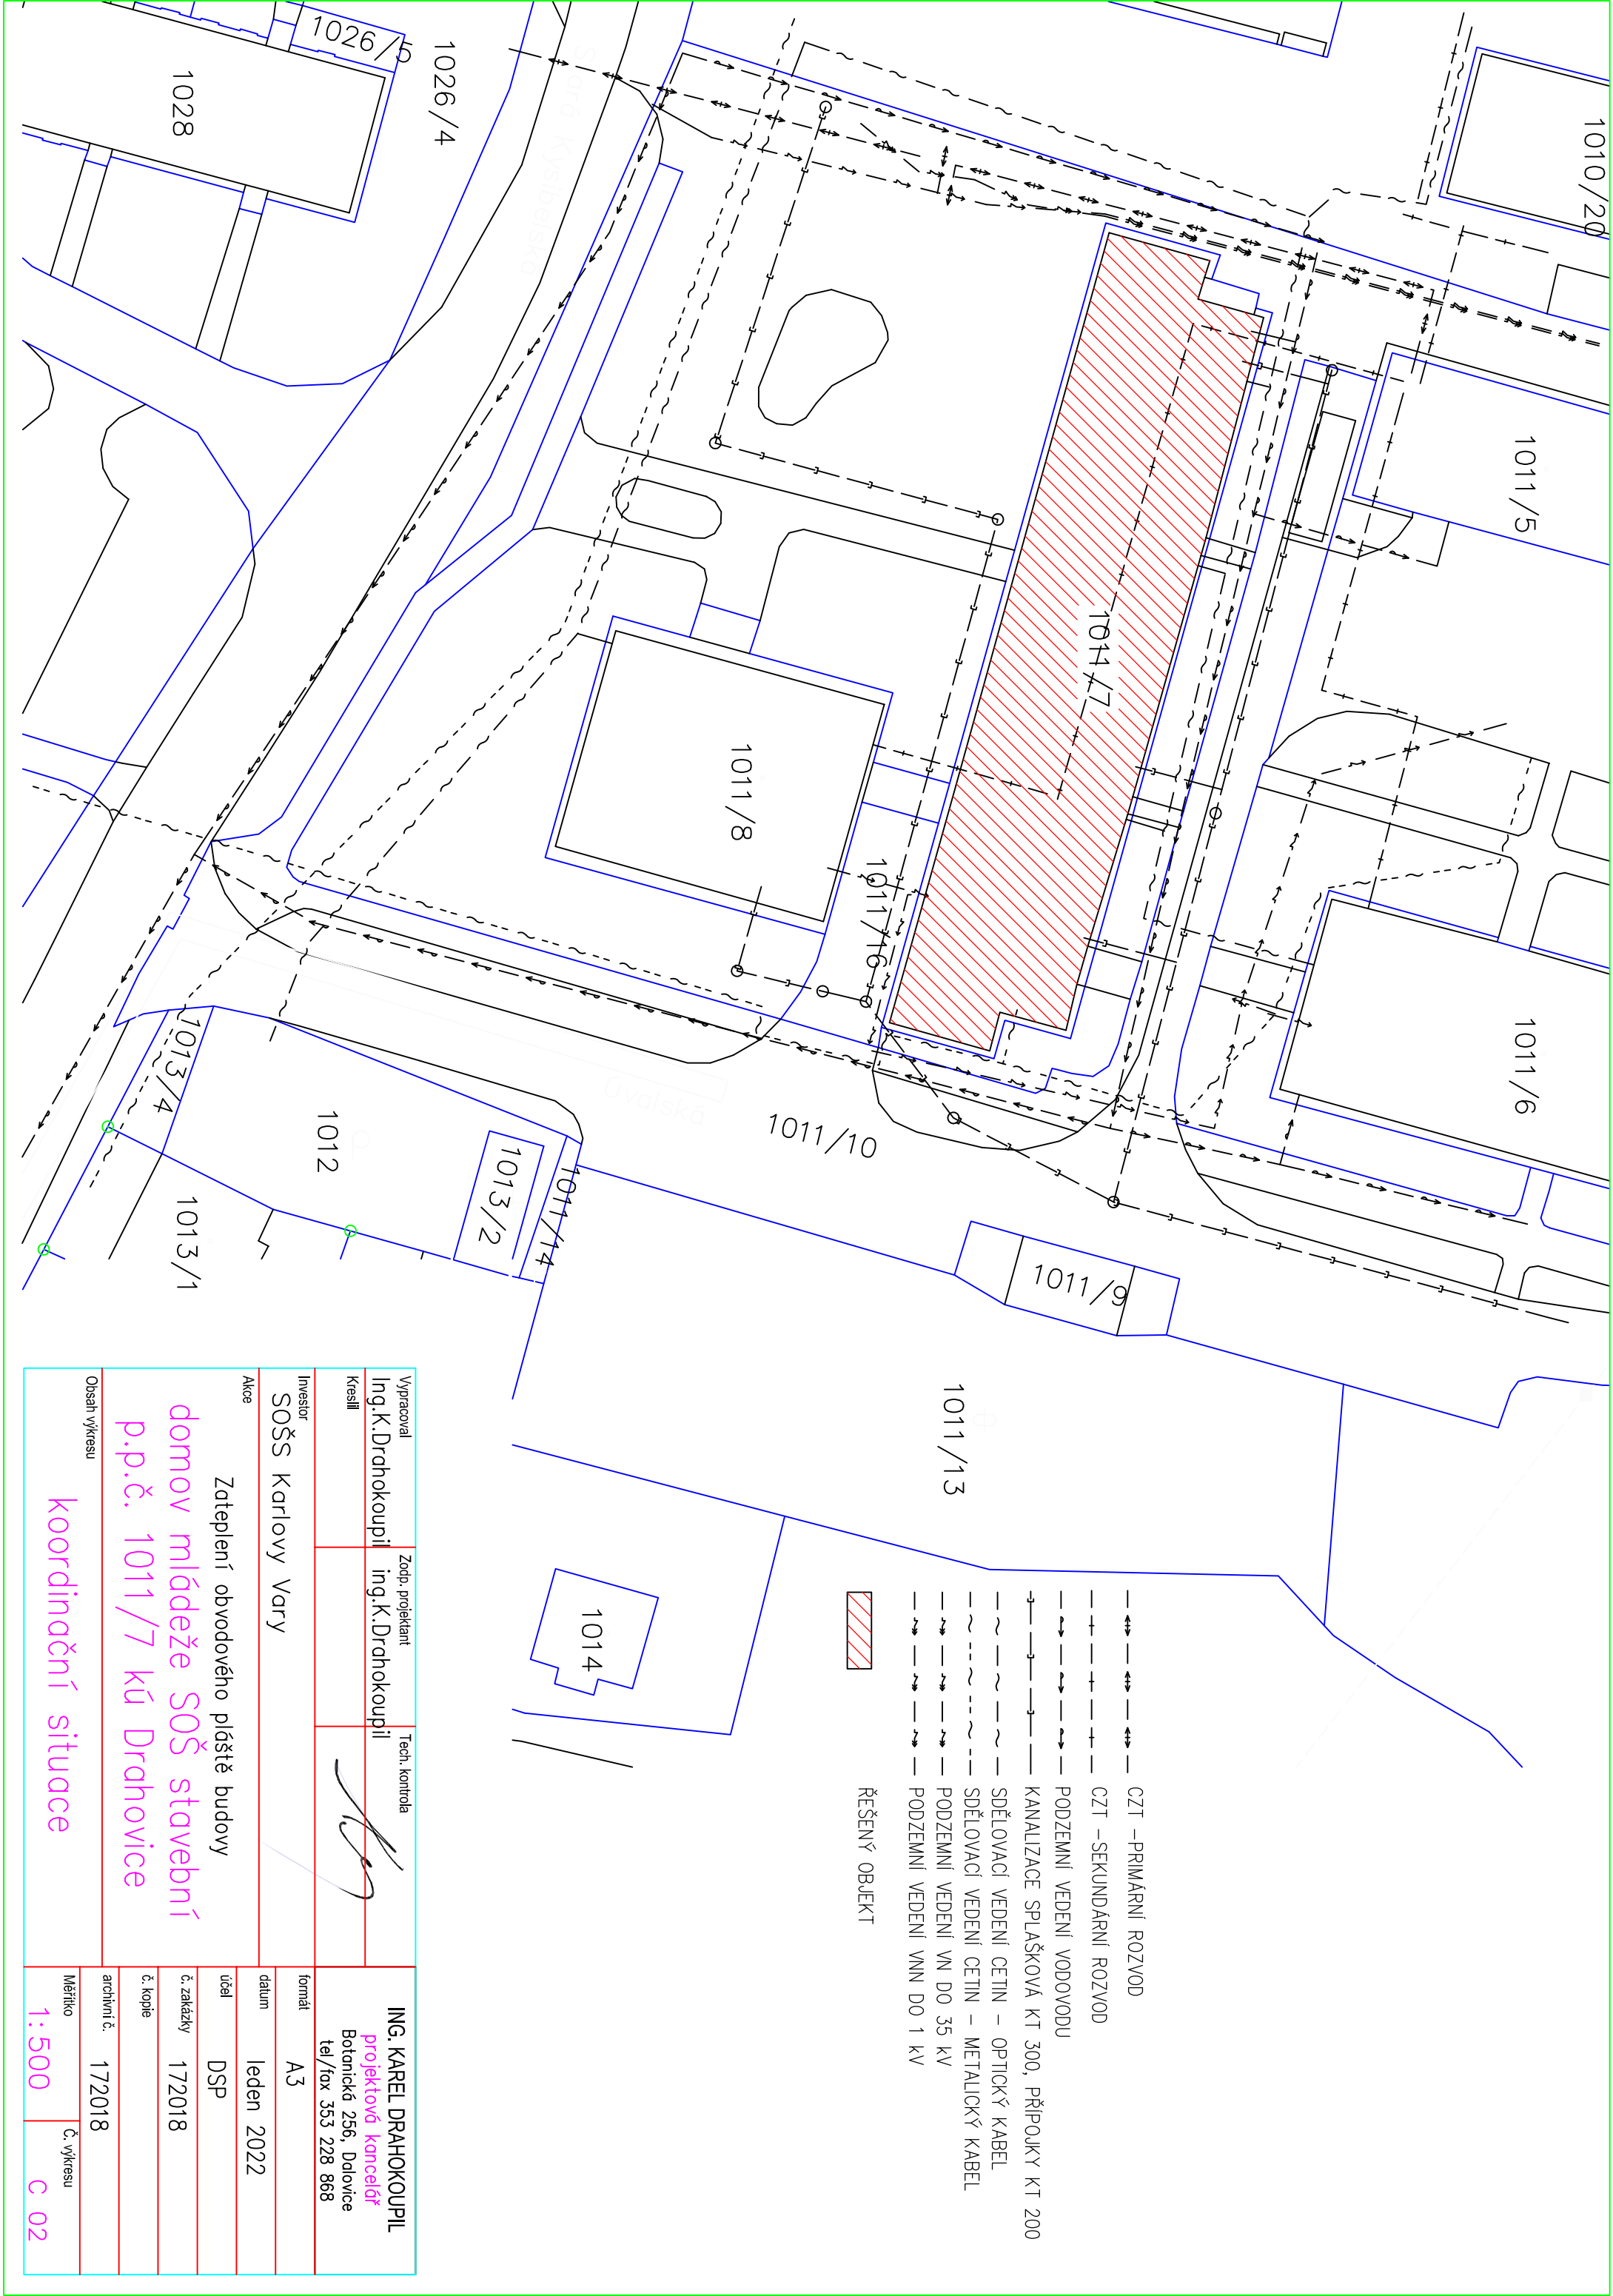 1026/5
1026/4
1028
1010/20
1011/5
1011/7
1011/8
1011/16
1011/6
1011/10
1013/4
1012
1013/2
1011/14
1013/1
1011/9
1011/13
1014
CZT -PRIMÁRNÍ ROZVOD
CZT -SEKUNDÁRNÍ ROZVOD
PODZEMNÍ VEDENÍ VODOVODU
KANALIZACE SPLAŠKOVÁ KT 300, PŘÍPOJKY KT 200
SDĚLOVACÍ VEDENÍ CETIN - OPTICKÝ KABEL
SDĚLOVACÍ VEDENÍ CETIN - METALICKÝ KABEL
PODZEMNÍ VEDENÍ VN DO 35 kV
PODZEMNÍ VEDENÍ VNN DO 1 kV
ŘEŠENÝ OBJEKT
Vypracoval
Ing.K.Drahokoupil
Zodp. projektant
ing.K.Drahokoupil
Tech. kontrola
Kreslil
Investor
SOŠS Karlovy Vary
Akce
Zateplení obvodového pláště budovy
domov mládeže SOŠ stavební
p.p.č. 1011/7 kú Drahovice
Obsah výkresu
koordinační situace
ING. KAREL DRAHOKOUPIL
projektová kancelář
Botanická 256, Dalovice
tel/fax 353 228 868
formát A3
datum leden 2022
účel DSP
č. zakázky 172018
č. kopie
archivní č. 172018
Měřítko 1:500
Č. výkresu C 02